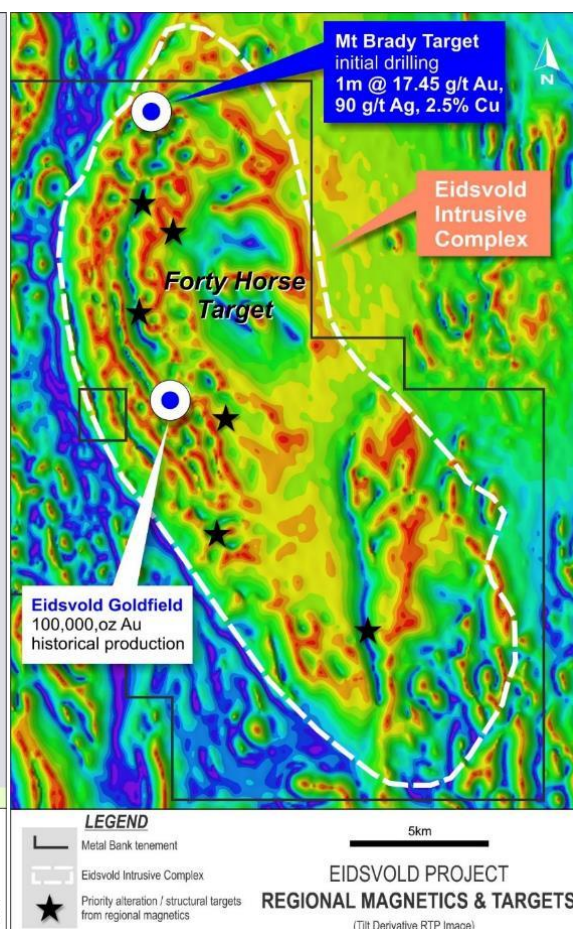 Mt Brady Target
initial drilling
1m @ 17.45 g/t Au,
90 g/t Ag, 2.5% Cu
N
Eidsvold
Intrusive
Complex
Forty Horse
Target
Eidsvold Goldfield
100,000,oz Au
historical production
LEGEND
Metal Bank tenement
Eidsvold Intrusive Complex
Priority alteration / structural targets
from regional magnetics
5km
EIDSVOLD PROJECT
REGIONAL MAGNETICS & TARGETS
(Tilt Derivative RTP Image)